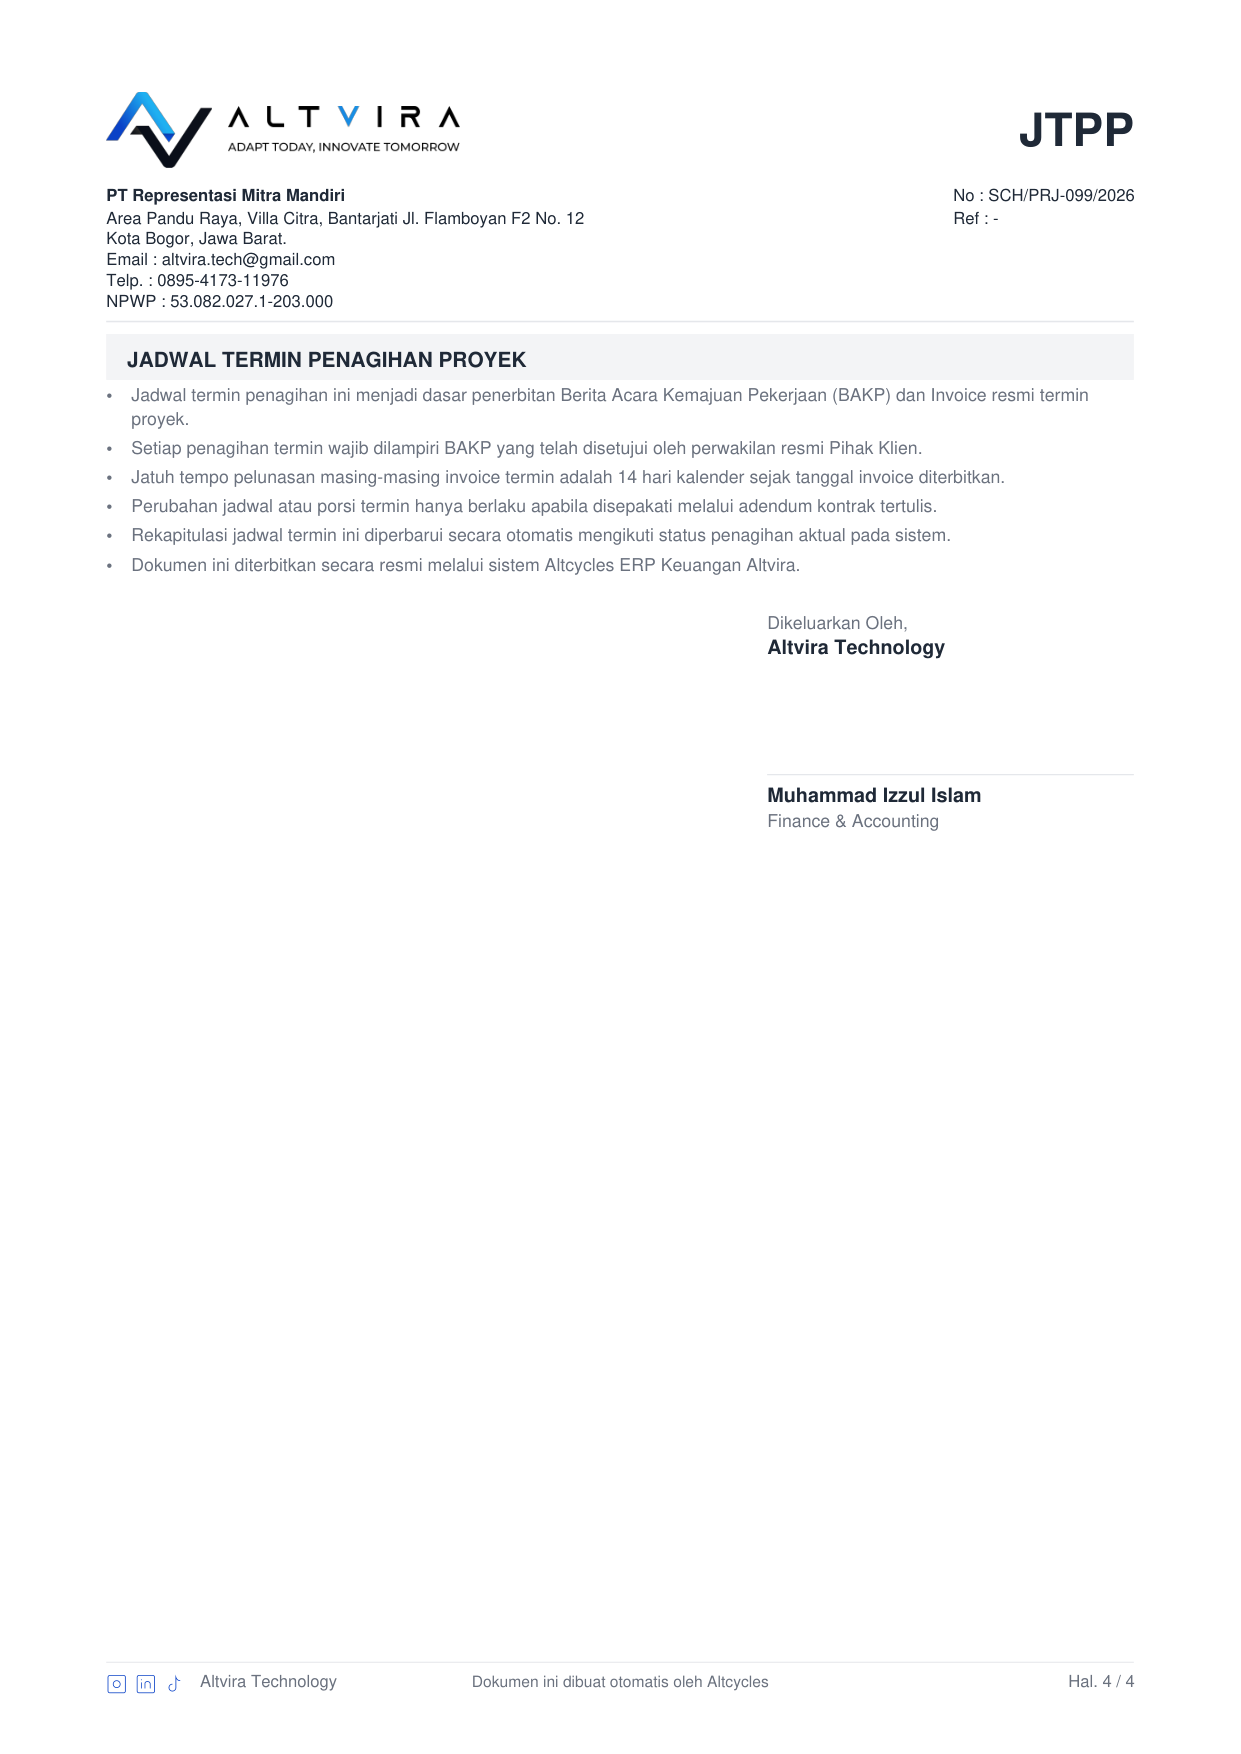 ALTVIRA
ADAPT TODAY, INNOVATE TOMORROW
JTPP
PT Representasi Mitra Mandiri
Area Pandu Raya, Villa Citra, Bantarjati Jl. Flamboyan F2 No. 12
Kota Bogor, Jawa Barat.
Email : altvira.tech@gmail.com
Telp. : 0895-4173-11976
NPWP : 53.082.027.1-203.000
No : SCH/PRJ-099/2026
Ref : -
JADWAL TERMIN PENAGIHAN PROYEK
• Jadwal termin penagihan ini menjadi dasar penerbitan Berita Acara Kemajuan Pekerjaan (BAKP) dan Invoice resmi termin
proyek.
• Setiap penagihan termin wajib dilampiri BAKP yang telah disetujui oleh perwakilan resmi Pihak Klien.
• Jatuh tempo pelunasan masing-masing invoice termin adalah 14 hari kalender sejak tanggal invoice diterbitkan.
• Perubahan jadwal atau porsi termin hanya berlaku apabila disepakati melalui adendum kontrak tertulis.
• Rekapitulasi jadwal termin ini diperbarui secara otomatis mengikuti status penagihan aktual pada sistem.
• Dokumen ini diterbitkan secara resmi melalui sistem Altcycles ERP Keuangan Altvira.
Dikeluarkan Oleh,
Altvira Technology
Muhammad Izzul Islam
Finance & Accounting
Altvira Technology
Dokumen ini dibuat otomatis oleh Altcycles
Hal. 4 / 4